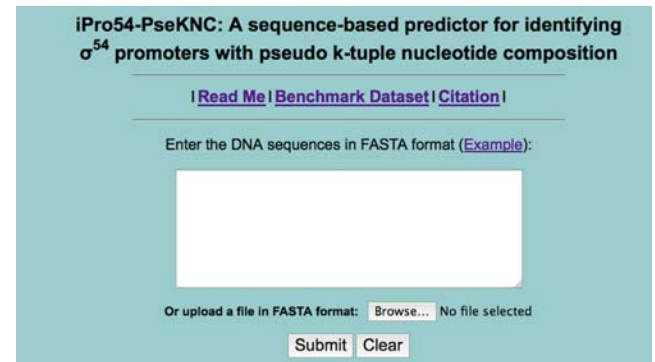 iPro54-PseKNC: A sequence-based predictor for identifying
σ54 promoters with pseudo k-tuple nucleotide composition
| Read Me | Benchmark Dataset | Citation |
Enter the DNA sequences in FASTA format (Example):
Or upload a file in FASTA format: Browse... No file selected
Submit Clear